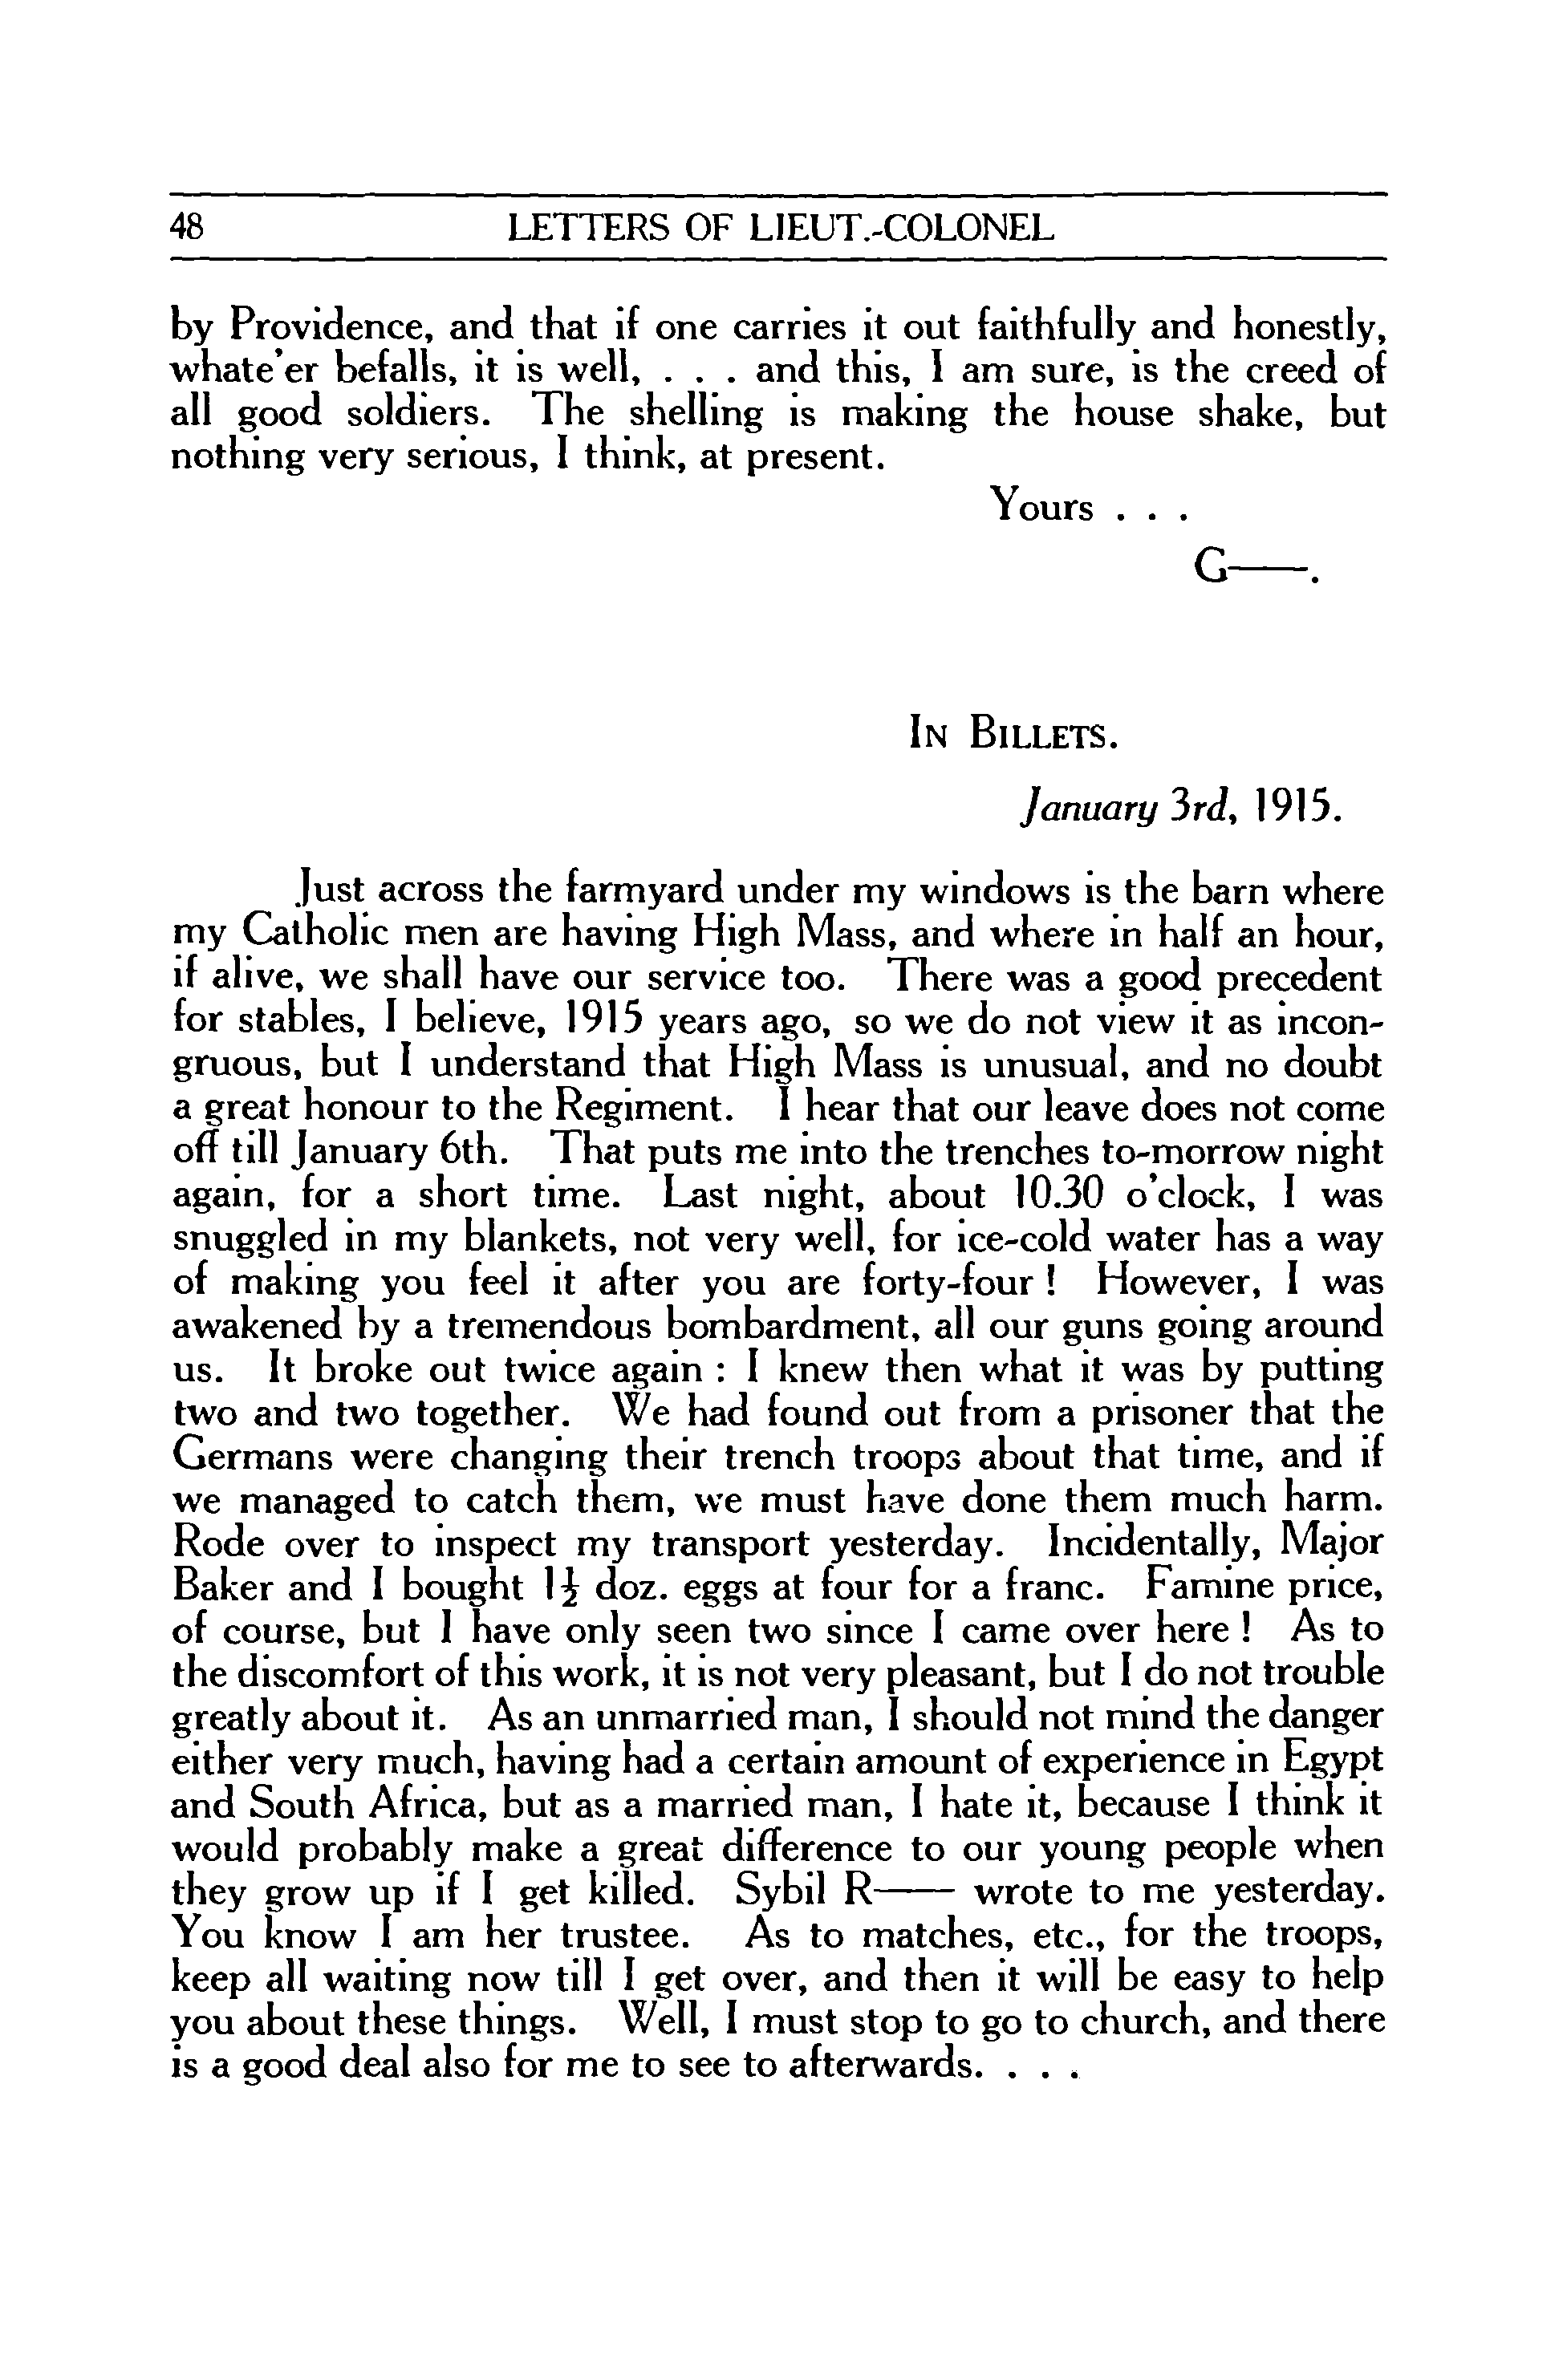 48 LETTERS OF LIEUT.-COLONEL
by Providence, and that if one carries it out faithfully and honestly,
whate'er befalls, it is well, . . . and this, I am sure, is the creed of
all good soldiers. The shelling is making the house shake, but
nothing very serious, I think, at present.
Yours . . .
G——.
In Billets.
January 3rd, 1915.
Just across the farmyard under my windows is the barn where
my Catholic men are having High Mass, and where in half an hour,
if alive, we shall have our service too. There was a good precedent
for stables, I believe, 1915 years ago, so we do not view it as incon-
gruous, but I understand that High Mass is unusual, and no doubt
a great honour to the Regiment. I hear that our leave does not come
off till January 6th. That puts me into the trenches to-morrow night
again, for a short time. Last night, about 10.30 o'clock, I was
snuggled in my blankets, not very well, for ice-cold water has a way
of making you feel it after you are forty-four ! However, I was
awakened by a tremendous bombardment, all our guns going around
us. It broke out twice again : I knew then what it was by putting
two and two together. We had found out from a prisoner that the
Germans were changing their trench troops about that time, and if
we managed to catch them, we must have done them much harm.
Rode over to inspect my transport yesterday. Incidentally, Major
Baker and I bought 1½ doz. eggs at four for a franc. Famine price,
of course, but I have only seen two since I came over here ! As to
the discomfort of this work, it is not very pleasant, but I do not trouble
greatly about it. As an unmarried man, I should not mind the danger
either very much, having had a certain amount of experience in Egypt
and South Africa, but as a married man, I hate it, because I think it
would probably make a great difference to our young people when
they grow up if I get killed. Sybil R—— wrote to me yesterday.
You know I am her trustee. As to matches, etc., for the troops,
keep all waiting now till I get over, and then it will be easy to help
you about these things. Well, I must stop to go to church, and there
is a good deal also for me to see to afterwards. . . .